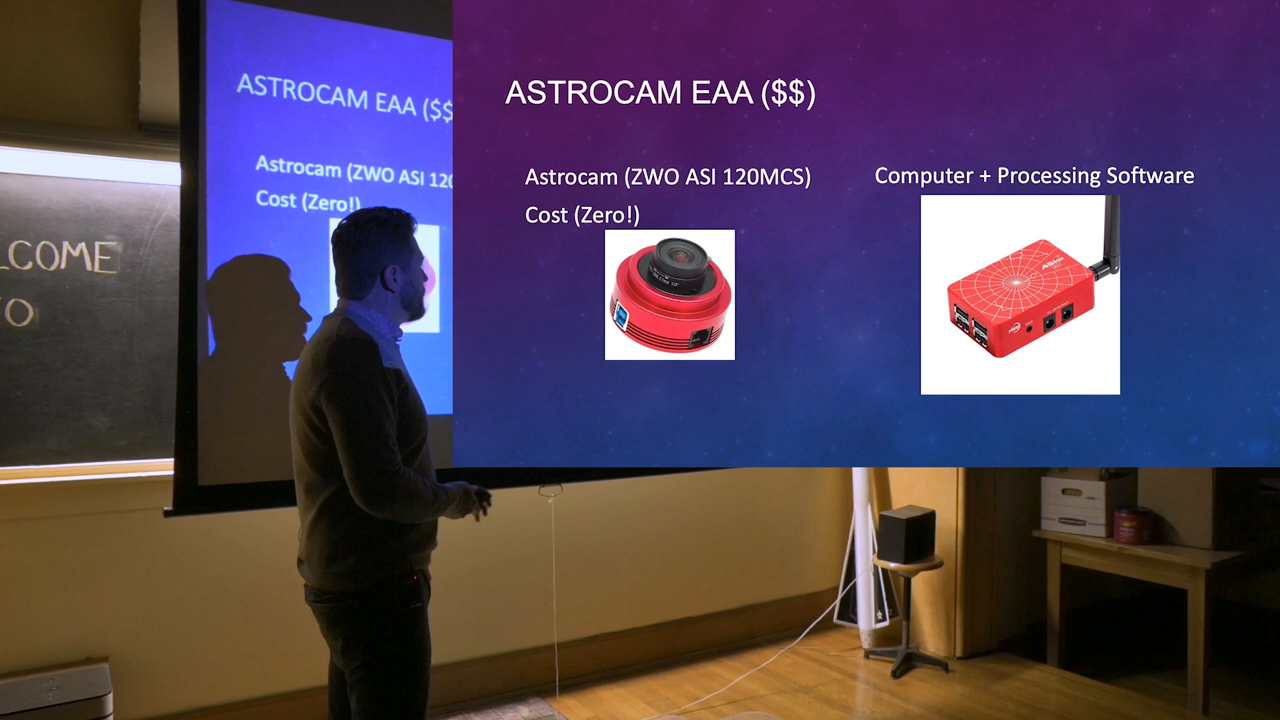 LCOME
O
ASTROCAM EAA ($$
Astrocam (ZWO ASI 120
Cost (Zero!)
ASTROCAM EAA ($$)
Astrocam (ZWO ASI 120MCS)
Cost (Zero!)
Computer + Processing Software